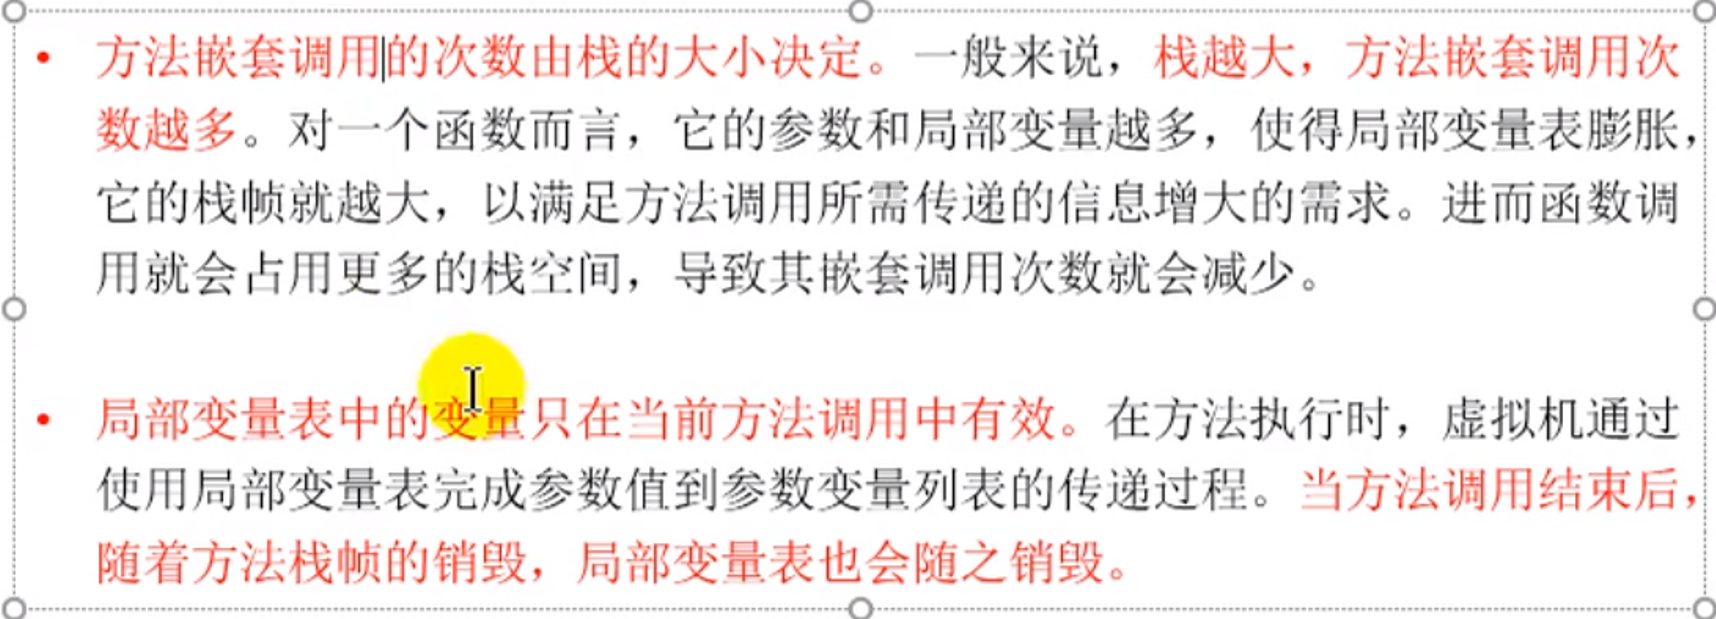 • 方法嵌套调用的次数由栈的大小决定。一般来说，栈越大，方法嵌套调用次
数越多。对一个函数而言，它的参数和局部变量越多，使得局部变量表膨胀，
它的栈帧就越大，以满足方法调用所需传递的信息增大的需求。进而函数调
用就会占用更多的栈空间，导致其嵌套调用次数就会减少。
• 局部变量表中的变量只在当前方法调用中有效。在方法执行时，虚拟机通过
使用局部变量表完成参数值到参数变量列表的传递过程。当方法调用结束后，
随着方法栈帧的销毁，局部变量表也会随之销毁。